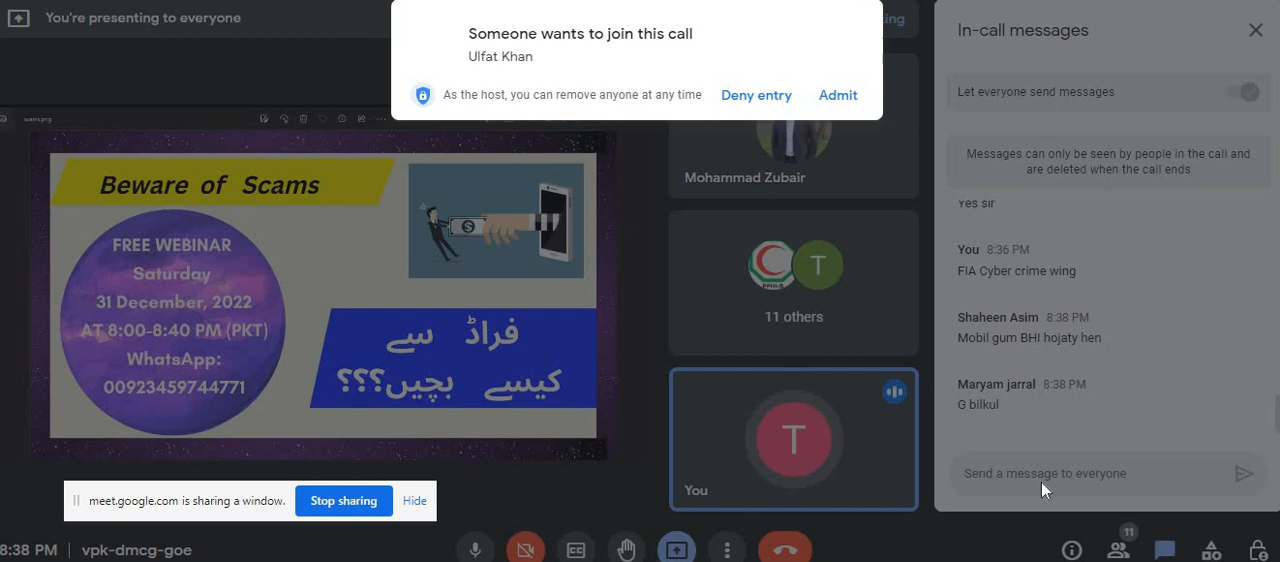 You're presenting to everyone
Someone wants to join this call
Ulfat Khan
As the host, you can remove anyone at any time
Deny entry
Admit
scams.png
Beware of Scams
FREE WEBINAR
Saturday
31 December, 2022
AT 8:00-8:40 PM (PKT)
WhatsApp:
00923459744771
فراڈ سے
کیسے بچیں؟؟؟
Mohammad Zubair
PPHI-B
T
11 others
T
You
meet.google.com is sharing a window.
Stop sharing
Hide
In-call messages
Let everyone send messages
Messages can only be seen by people in the call and
are deleted when the call ends
Yes sir
You 8:36 PM
FIA Cyber crime wing
Shaheen Asim 8:38 PM
Mobil gum BHI hojaty hen
Maryam jarral 8:38 PM
G bilkul
Send a message to everyone
8:38 PM | vpk-dmcg-goe
11